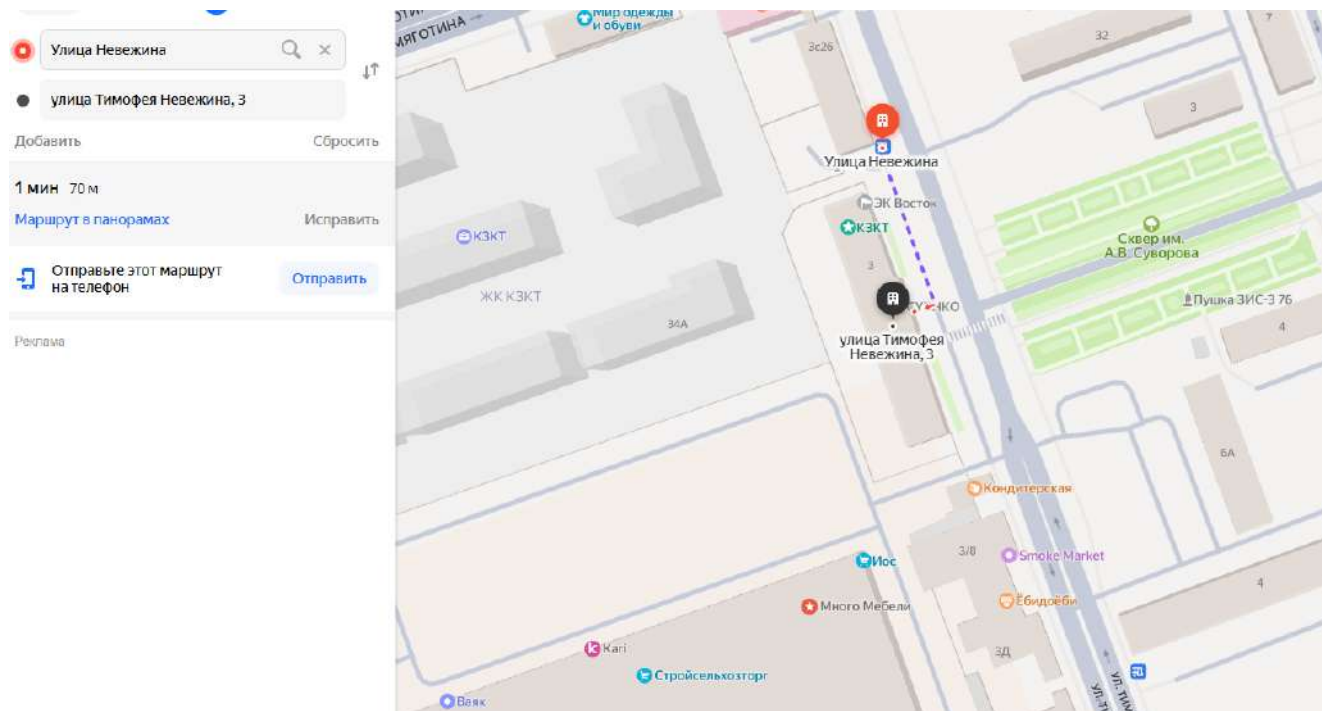 Улица Невежина
улица Тимофея Невежина, 3
Добавить
Сбросить
1 мин 70 м
Маршрут в панорамах
Исправить
Отправьте этот маршрут
на телефон
Отправить
Реклама
Мир одежды
и обуви
3с26
32
7
3
Улица Невежина
ЭК Восток
КЗКТ
КЗКТ
3
Сквер им.
А.В. Суворова
ЖК КЗКТ
34А
Пушка ЗИС-3 76
4
улица Тимофея
Невежина, 3
6А
Кондитерская
3/8
Smoke Market
Иос
4
Ёбидоёби
Много Мебели
Kari
3Д
Стройсельхозторг
Ваяк